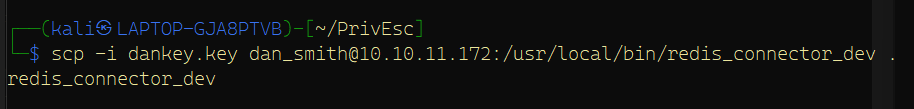 ┌──(kali㉿LAPTOP-GJA8PTVB)-[~/PrivEsc]
└─$ scp -i dankey.key dan_smith@10.10.11.172:/usr/local/bin/redis_connector_dev .
redis_connector_dev